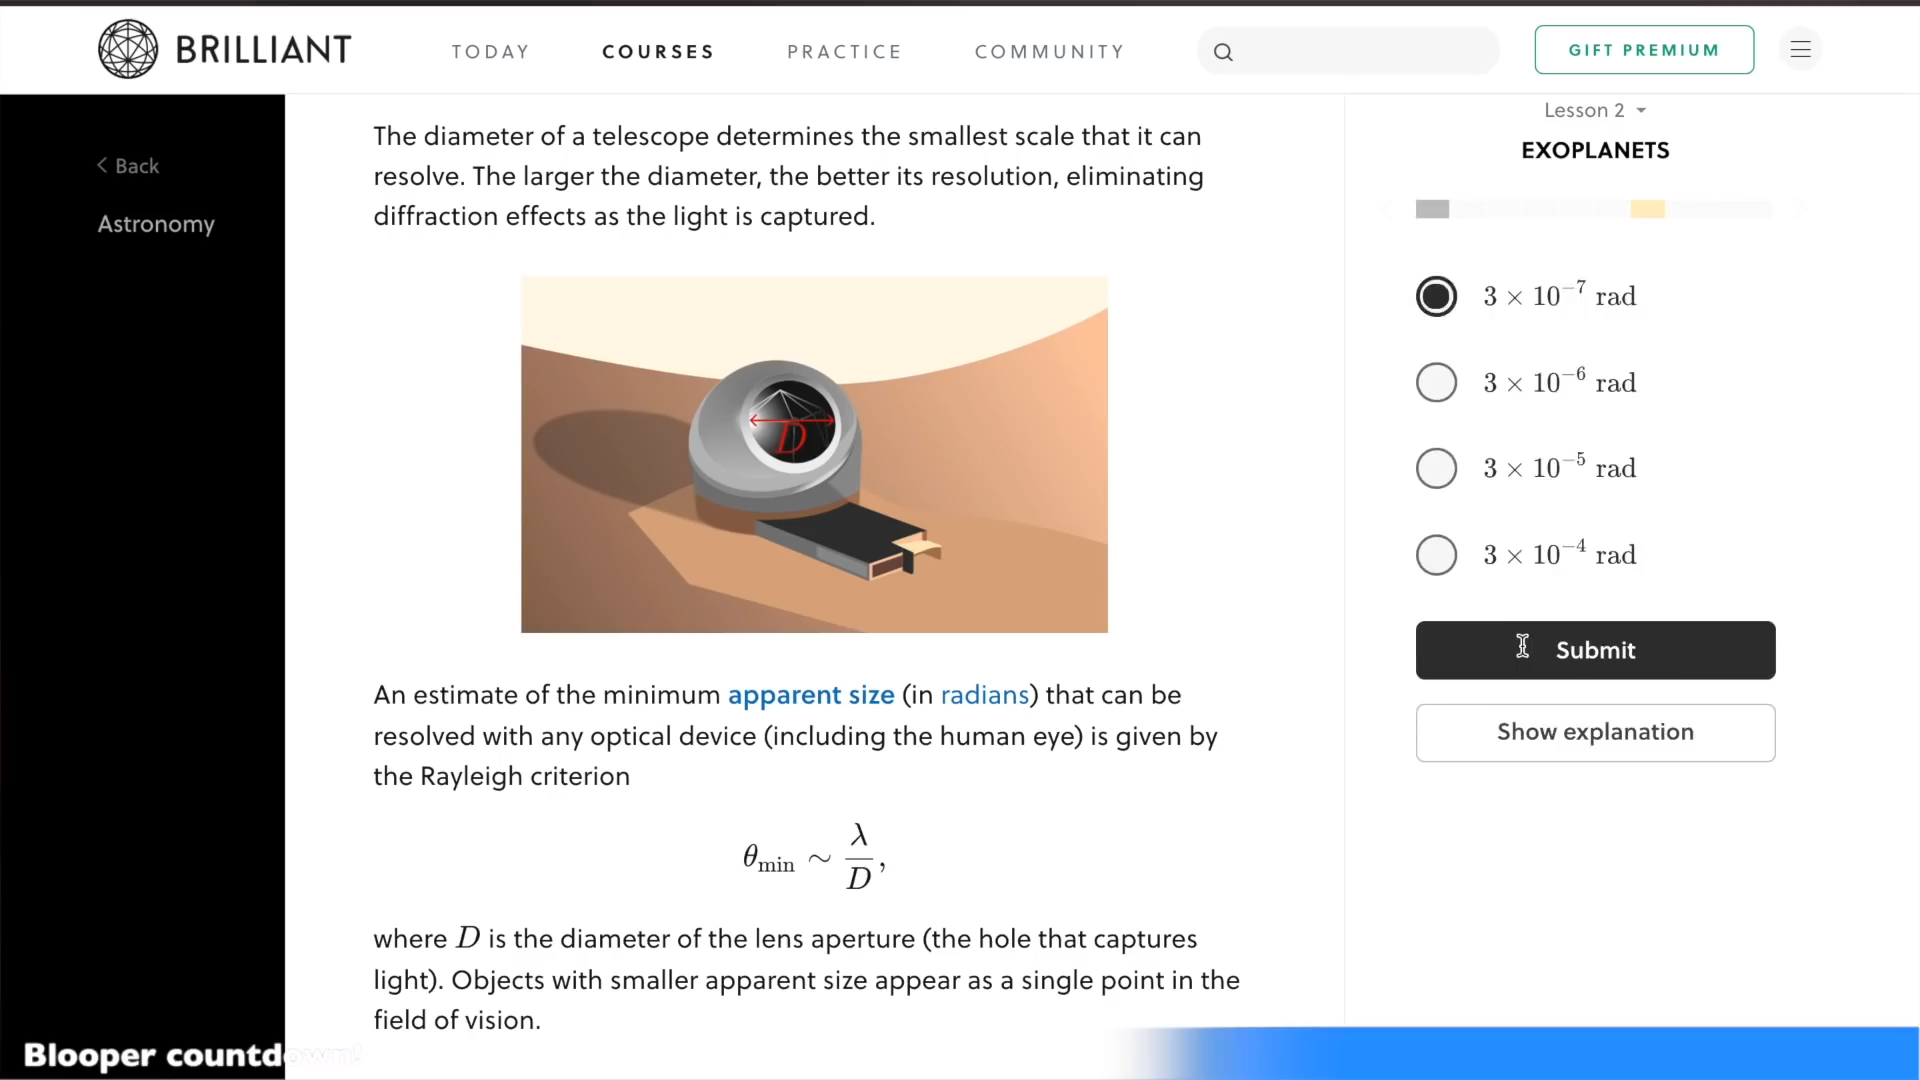 BRILLIANT
TODAY
COURSES
PRACTICE
COMMUNITY
GIFT PREMIUM
Back
Astronomy
The diameter of a telescope determines the smallest scale that it can
resolve. The larger the diameter, the better its resolution, eliminating
diffraction effects as the light is captured.
D
An estimate of the minimum apparent size (in radians) that can be
resolved with any optical device (including the human eye) is given by
the Rayleigh criterion
θ_min ∼ λ/D,
where D is the diameter of the lens aperture (the hole that captures
light). Objects with smaller apparent size appear as a single point in the
field of vision.
Lesson 2
EXOPLANETS
3 × 10⁻⁷ rad
3 × 10⁻⁶ rad
3 × 10⁻⁵ rad
3 × 10⁻⁴ rad
Submit
Show explanation
Blooper countdown!